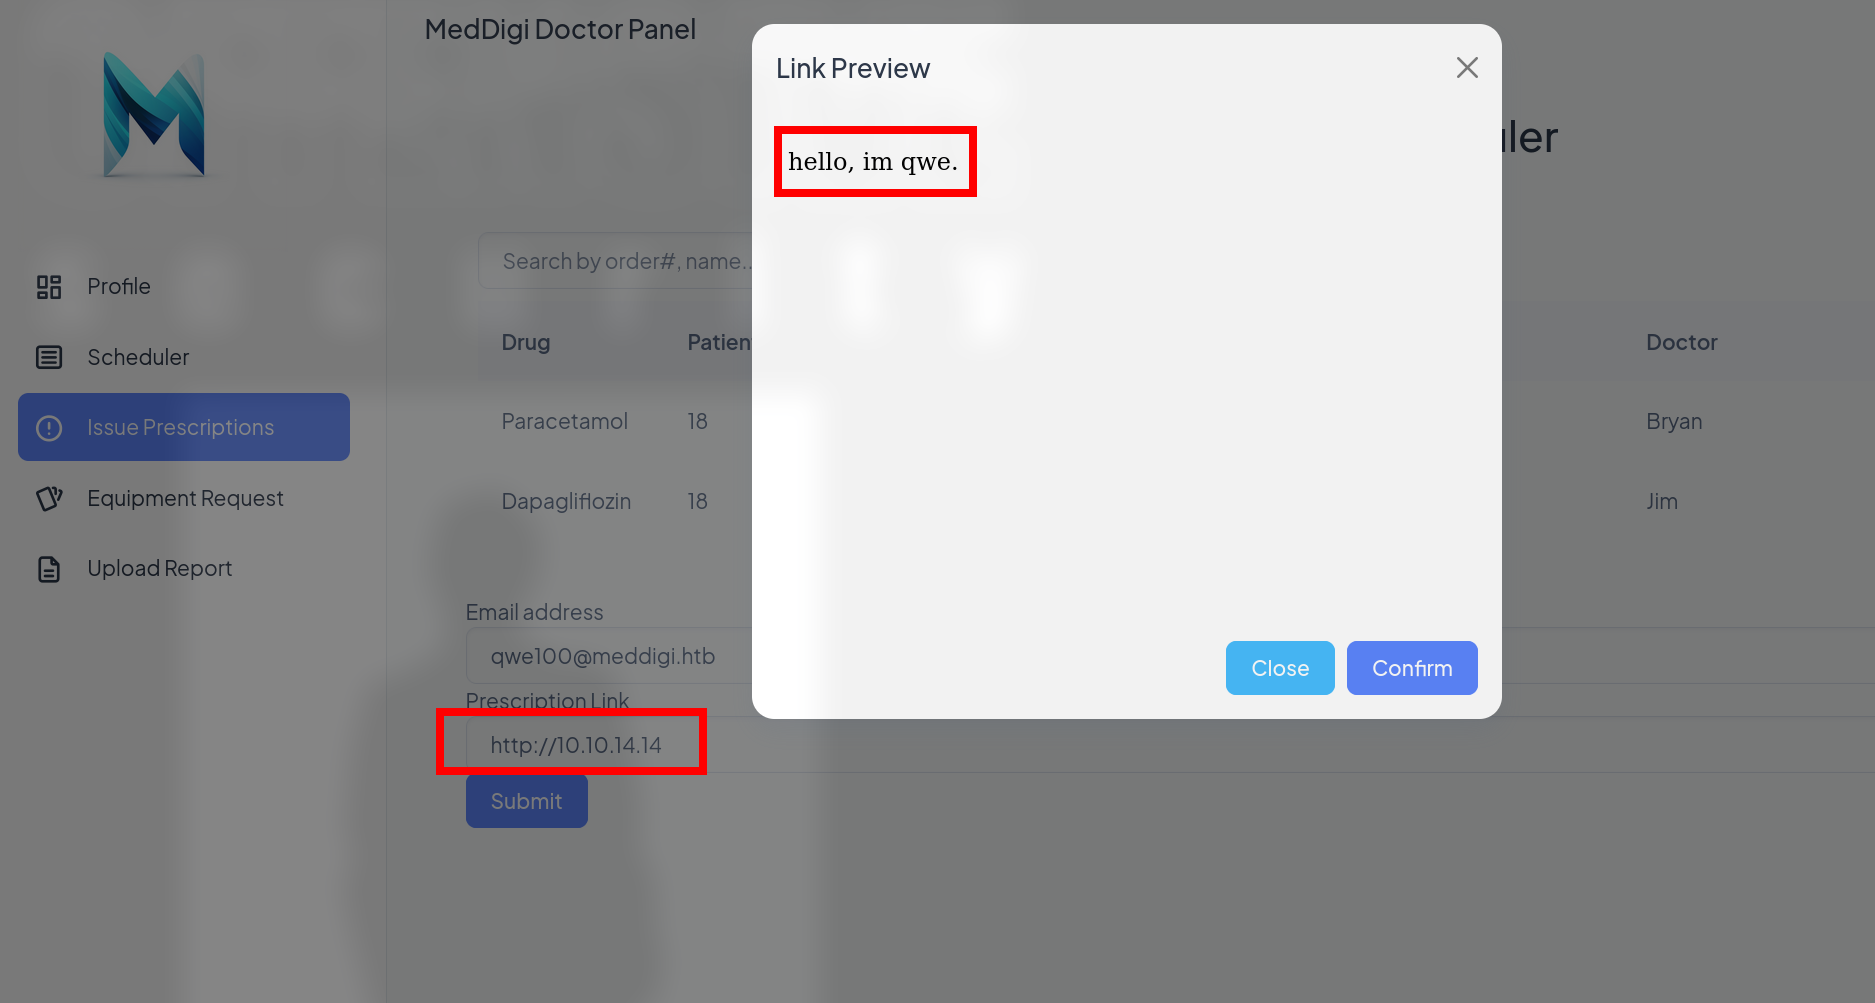 MedDigi Doctor Panel
Profile
Scheduler
Issue Prescriptions
Equipment Request
Upload Report
Search by order#, name..
Drug
Patien
Doctor
Paracetamol
18
Bryan
Dapagliflozin
18
Jim
Email address
qwe100@meddigi.htb
Prescription Link
http://10.10.14.14
Submit
Link Preview
hello, im qwe.
Close
Confirm
ler